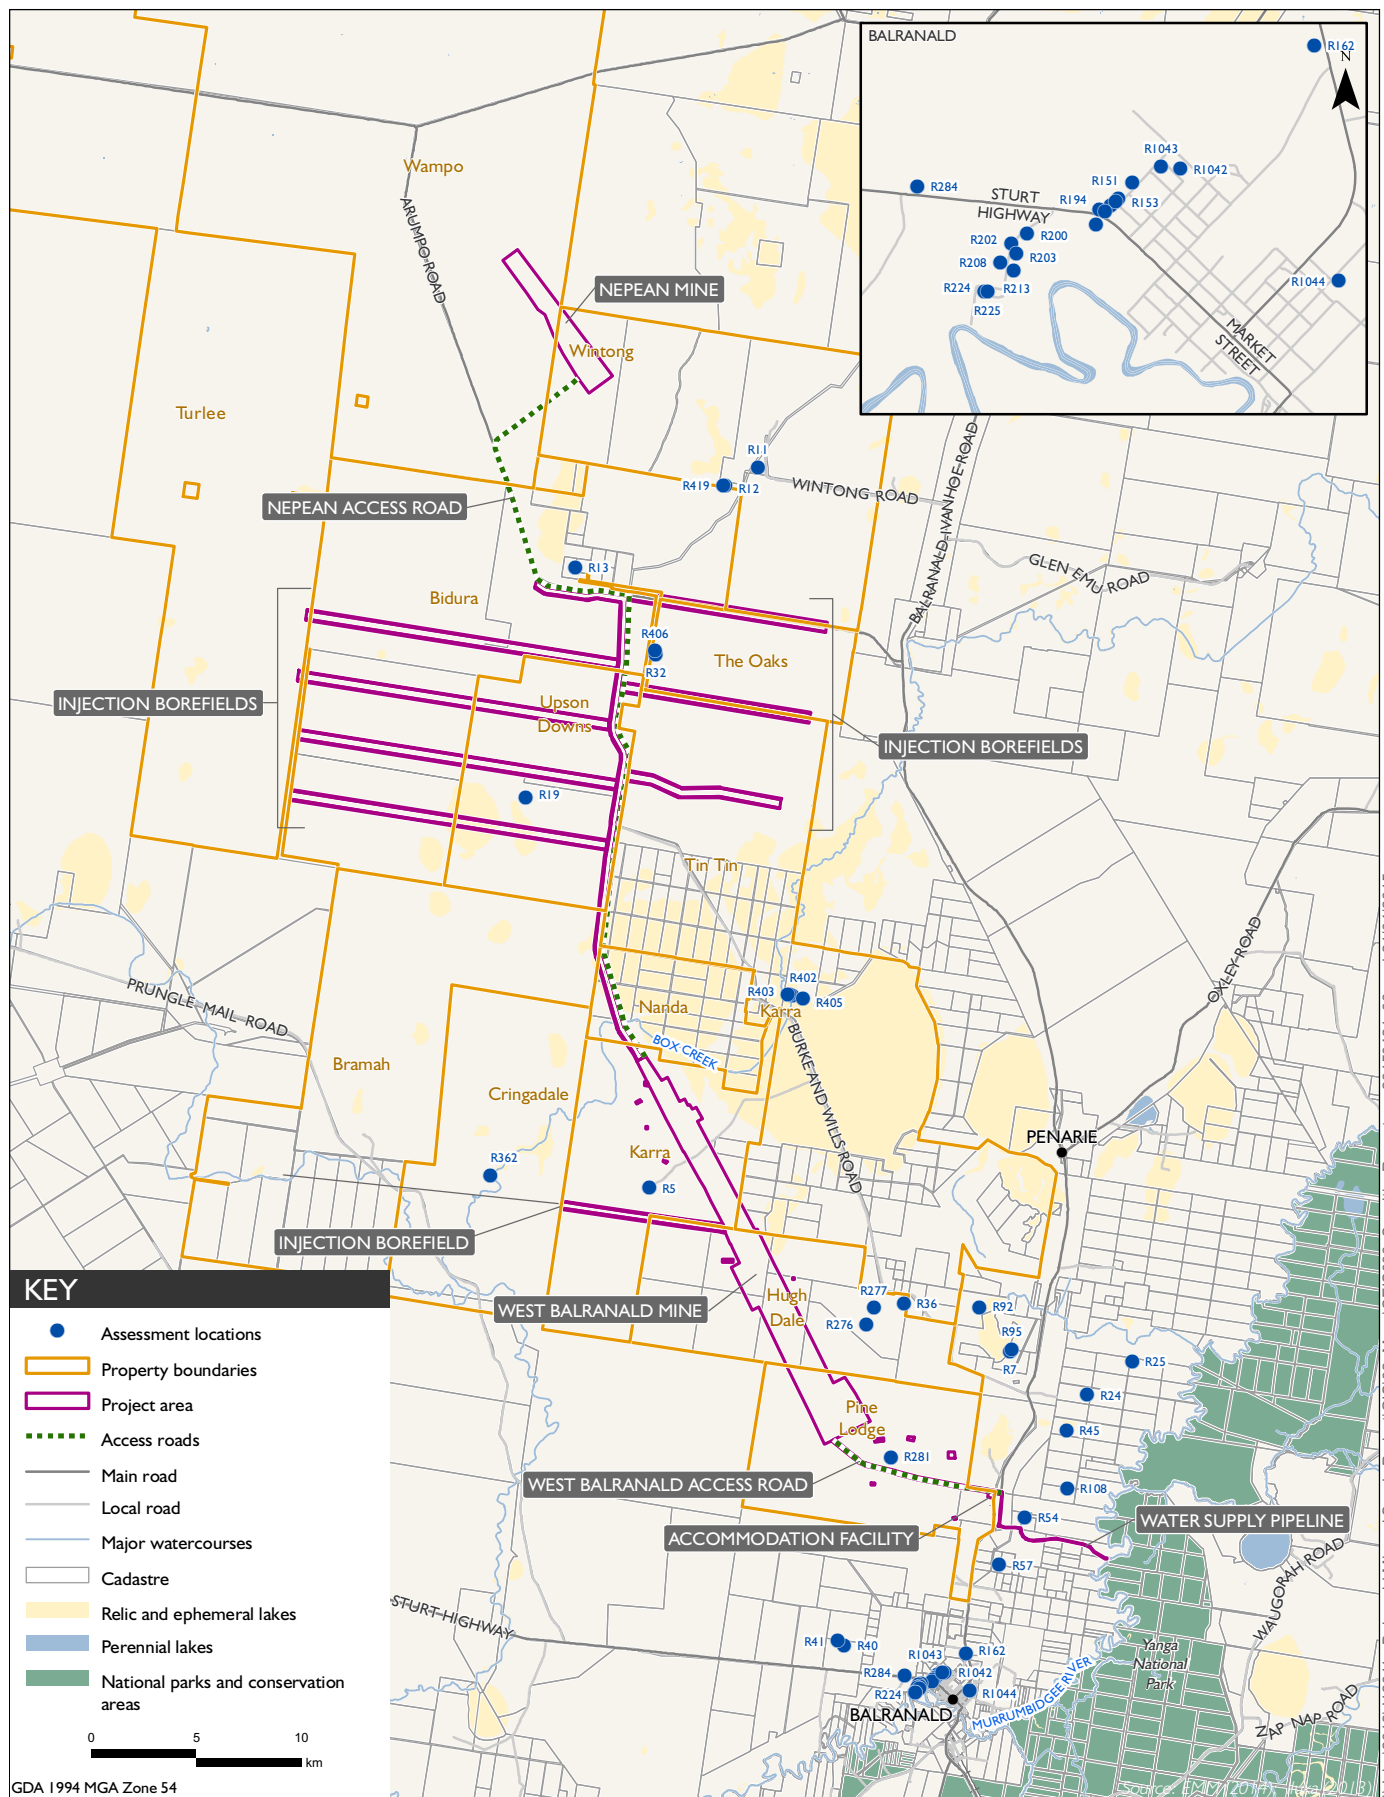 BALRANALD
R162
N
R1043
R1042
R151
R284
STURT
HIGHWAY
R194
R153
R202
R200
R203
R208
R224
R213
R225
R1044
MARKET
STREET
Wampo
ARUMPO ROAD
NEPEAN MINE
Wintong
Turlee
R11
R419
R12
WINTONG ROAD
BALRANALD-IVANHOE ROAD
NEPEAN ACCESS ROAD
GLEN EMU ROAD
R13
Bidura
R406
R32
The Oaks
INJECTION BOREFIELDS
Upson
Downs
INJECTION BOREFIELDS
R19
Tin Tin
OXLEY ROAD
PRUNGLE MAIL ROAD
R402
R403
R405
Nanda
Karra
BOX CREEK
BURKE AND WILLS ROAD
Bramah
Cringadale
PENARIE
Karra
R362
R5
INJECTION BOREFIELD
WEST BALRANALD MINE
Hugh
Dale
R277
R36
R276
R92
R95
R7
R25
R24
Pine
Lodge
R45
R281
WEST BALRANALD ACCESS ROAD
R108
R54
WATER SUPPLY PIPELINE
ACCOMMODATION FACILITY
R57
WAUGORAH ROAD
STURT HIGHWAY
R41
R40
R1043
R162
R284
R1042
R224
R1044
BALRANALD
MURRUMBIDGEE RIVER
Yanga
National
Park
ZAP NAP ROAD
KEY
Assessment locations
Property boundaries
Project area
Access roads
Main road
Local road
Major watercourses
Cadastre
Relic and ephemeral lakes
Perennial lakes
National parks and conservation
areas
0 5 10
km
GDA 1994 MGA Zone 54
Source: EMM (2014); Iluka (2013)